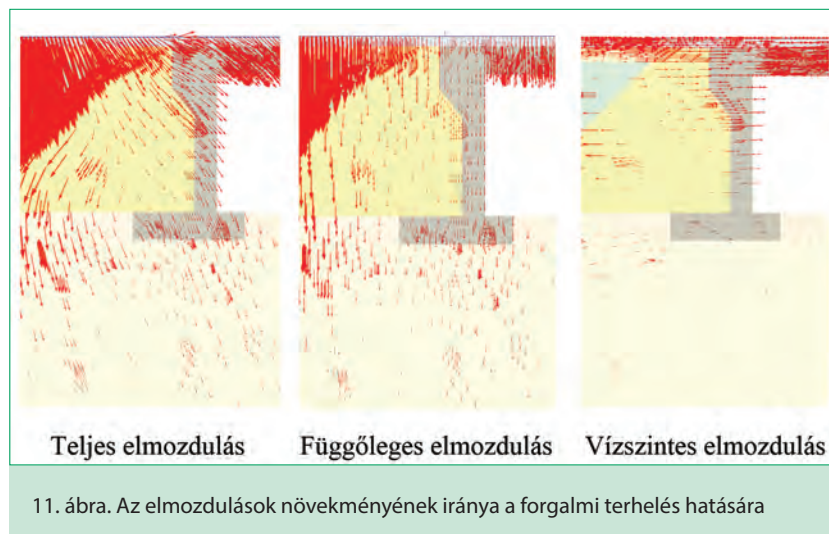 Teljes elmozdulás Függőleges elmozdulás Vízszintes elmozdulás
11. ábra. Az elmozdulások növekményének iránya a forgalmi terhelés hatására